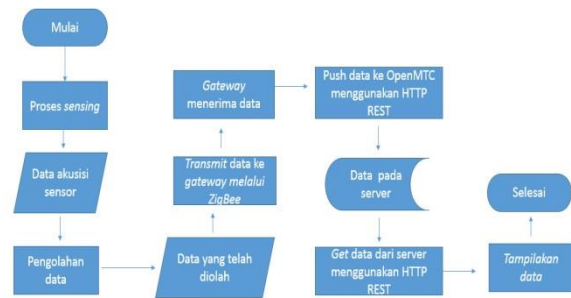 Mulai
Proses sensing
Data akusisi
sensor
Pengolahan
data
Data yang telah
diolah
Transmit data ke
gateway melalui
ZigBee
Gateway
menerima data
Push data ke OpenMTC
menggunakan HTTP
REST
Data pada
server
Get data dari server
menggunakan HTTP
REST
Tampilakan
data
Selesai